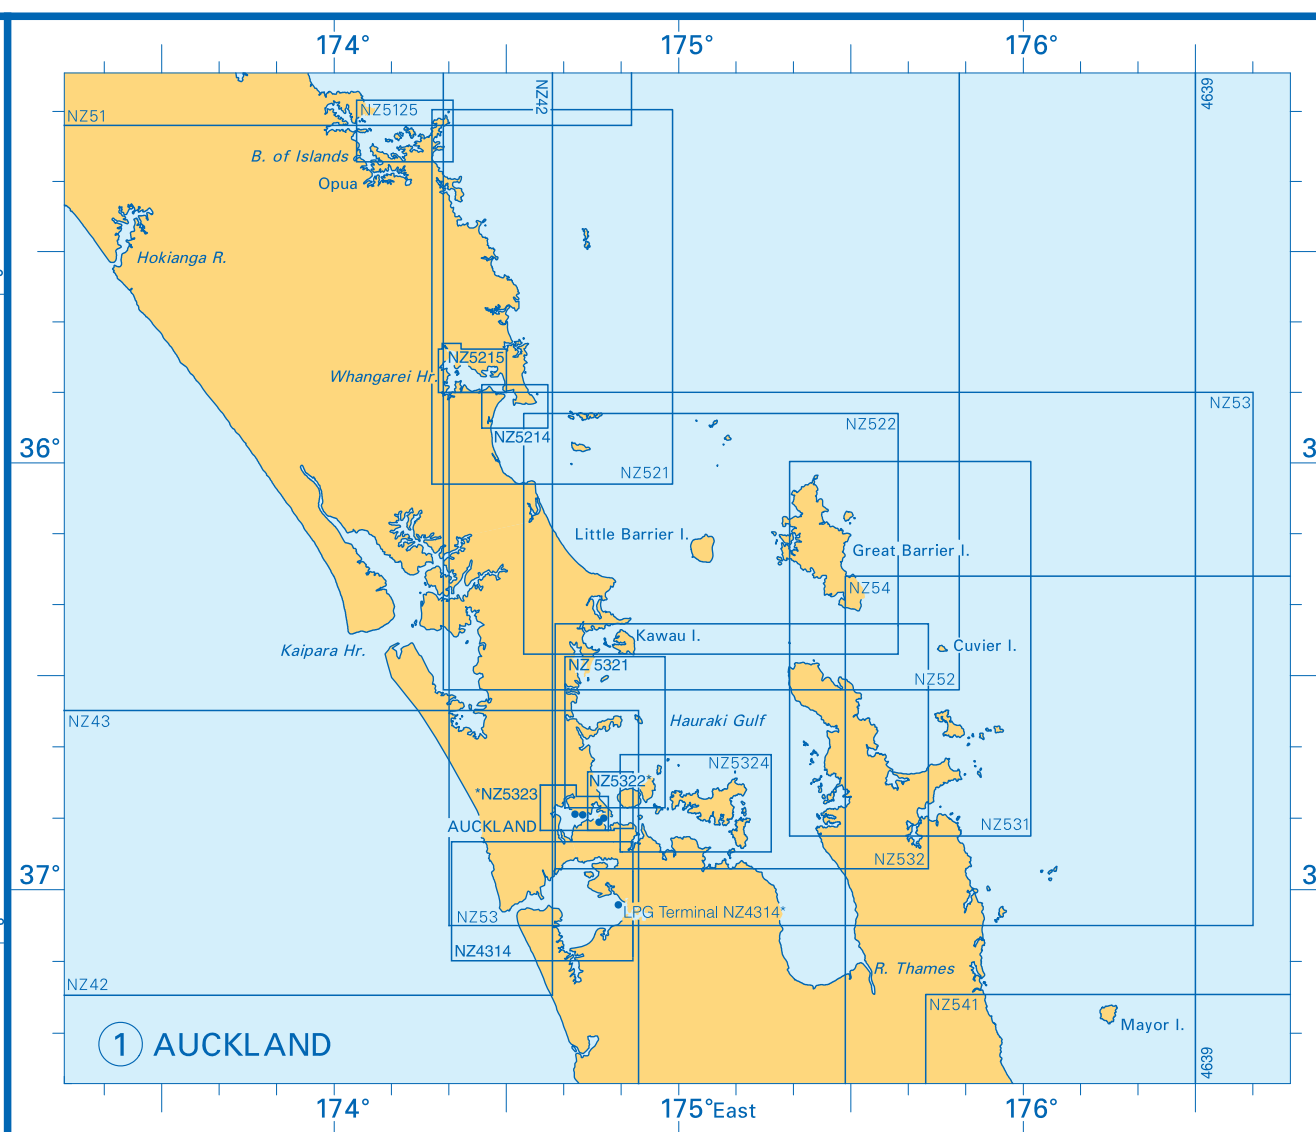 174°
175°
176°
NZ42
4639
NZ51
NZ5125
B. of Islands
Opua
Hokianga R.
NZ5215
Whangarei Hr.
NZ53
NZ522
NZ5214
36°
3
NZ521
Little Barrier I.
Great Barrier I.
NZ54
Kawau I.
Cuvier I.
Kaipara Hr.
NZ 5321
NZ52
NZ43
Hauraki Gulf
NZ5324
NZ5322*
*NZ5323
AUCKLAND
NZ531
NZ532
37°
3
NZ53
LPG Terminal NZ4314*
NZ4314
R. Thames
NZ42
NZ541
Mayor I.
1 AUCKLAND
4639
174°
175° East
176°